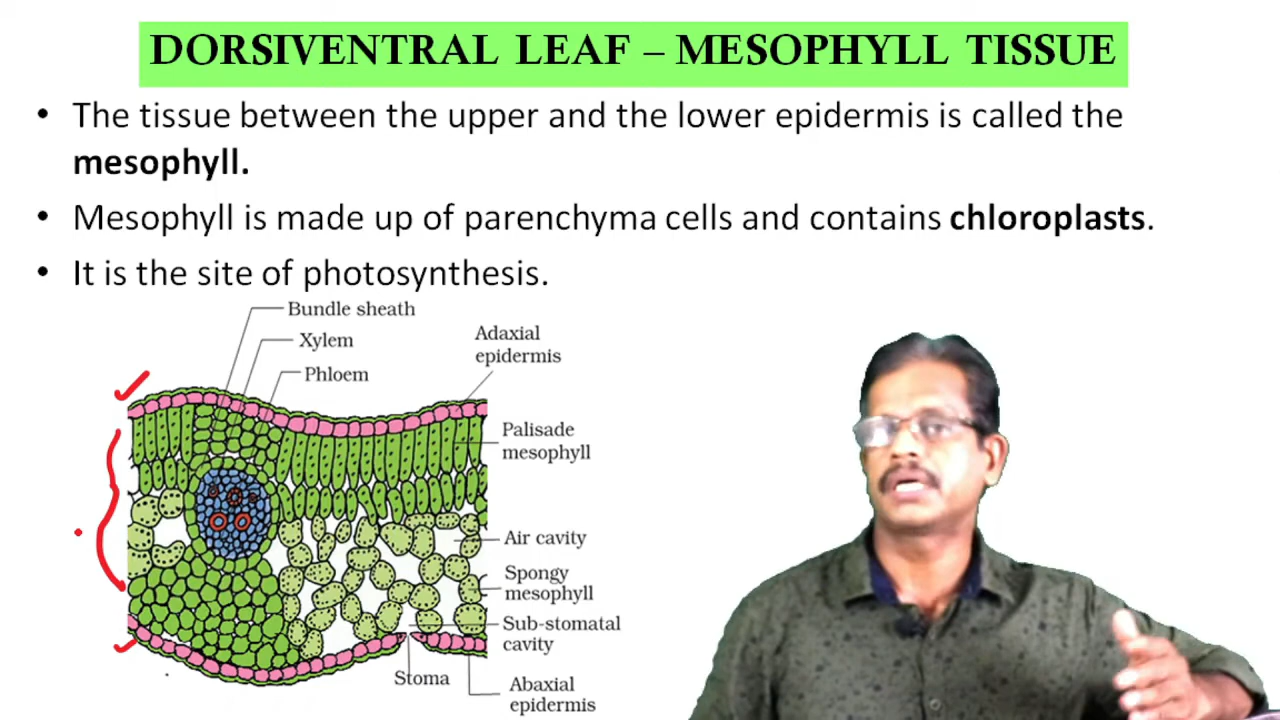 DORSIVENTRAL LEAF – MESOPHYLL TISSUE
• The tissue between the upper and the lower epidermis is called the
mesophyll.
• Mesophyll is made up of parenchyma cells and contains chloroplasts.
• It is the site of photosynthesis.
Bundle sheath
Xylem
Phloem
Adaxial
epidermis
Palisade
mesophyll
Air cavity
Spongy
mesophyll
Sub-stomatal
cavity
Stoma
Abaxial
epidermis